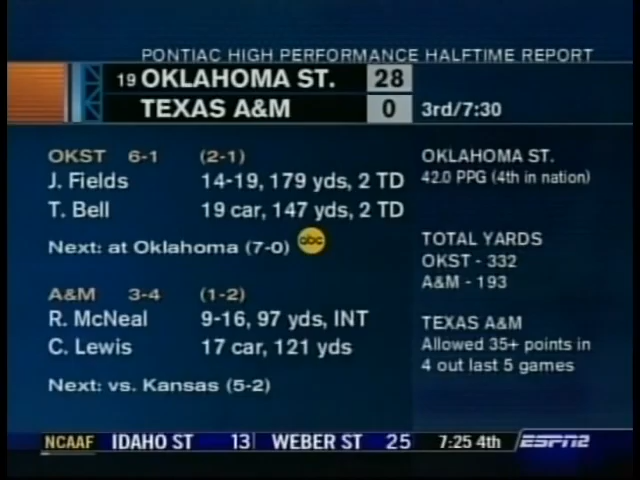 PONTIAC HIGH PERFORMANCE HALFTIME REPORT
19 OKLAHOMA ST. 28
TEXAS A&M 0 3rd/7:30
OKST 6-1 (2-1)
J. Fields 14-19, 179 yds, 2 TD
T. Bell 19 car, 147 yds, 2 TD
Next: at Oklahoma (7-0) abc
A&M 3-4 (1-2)
R. McNeal 9-16, 97 yds, INT
C. Lewis 17 car, 121 yds
Next: vs. Kansas (5-2)
OKLAHOMA ST.
42.0 PPG (4th in nation)
TOTAL YARDS
OKST - 332
A&M - 193
TEXAS A&M
Allowed 35+ points in
4 out last 5 games
NCAAF IDAHO ST 13 WEBER ST 25 7:25 4th ESPN2